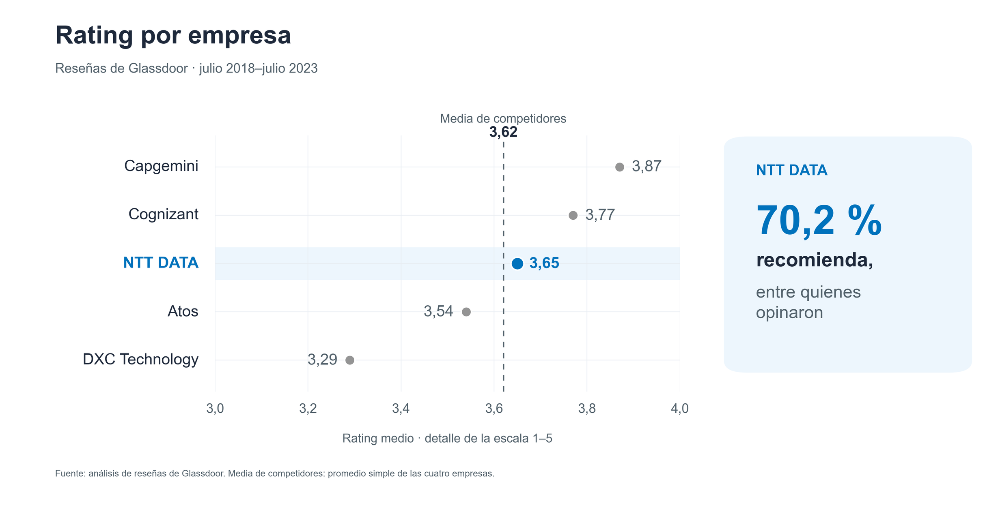 Rating por empresa
Reseñas de Glassdoor · julio 2018–julio 2023
Media de competidores
3,62
Capgemini
3,87
Cognizant
3,77
NTT DATA
3,65
Atos
3,54
DXC Technology
3,29
3,0
3,2
3,4
3,6
3,8
4,0
Rating medio · detalle de la escala 1–5
NTT DATA
70,2 %
recomienda,
entre quienes
opinaron
Fuente: análisis de reseñas de Glassdoor. Media de competidores: promedio simple de las cuatro empresas.